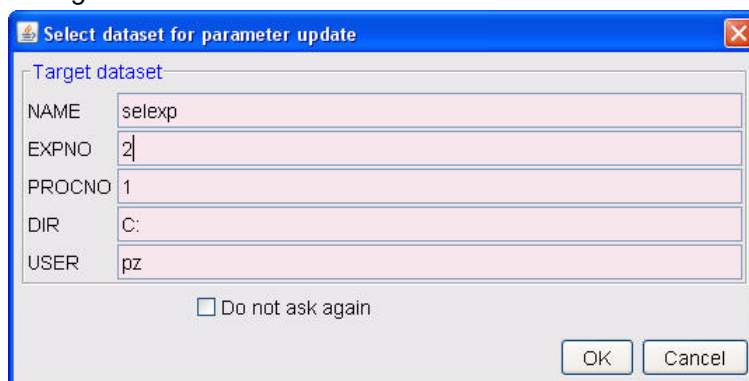 Select dataset for parameter update
Target dataset
NAME selexp
EXPNO 2
PROCNO 1
DIR C:
USER pz
Do not ask again
OK Cancel